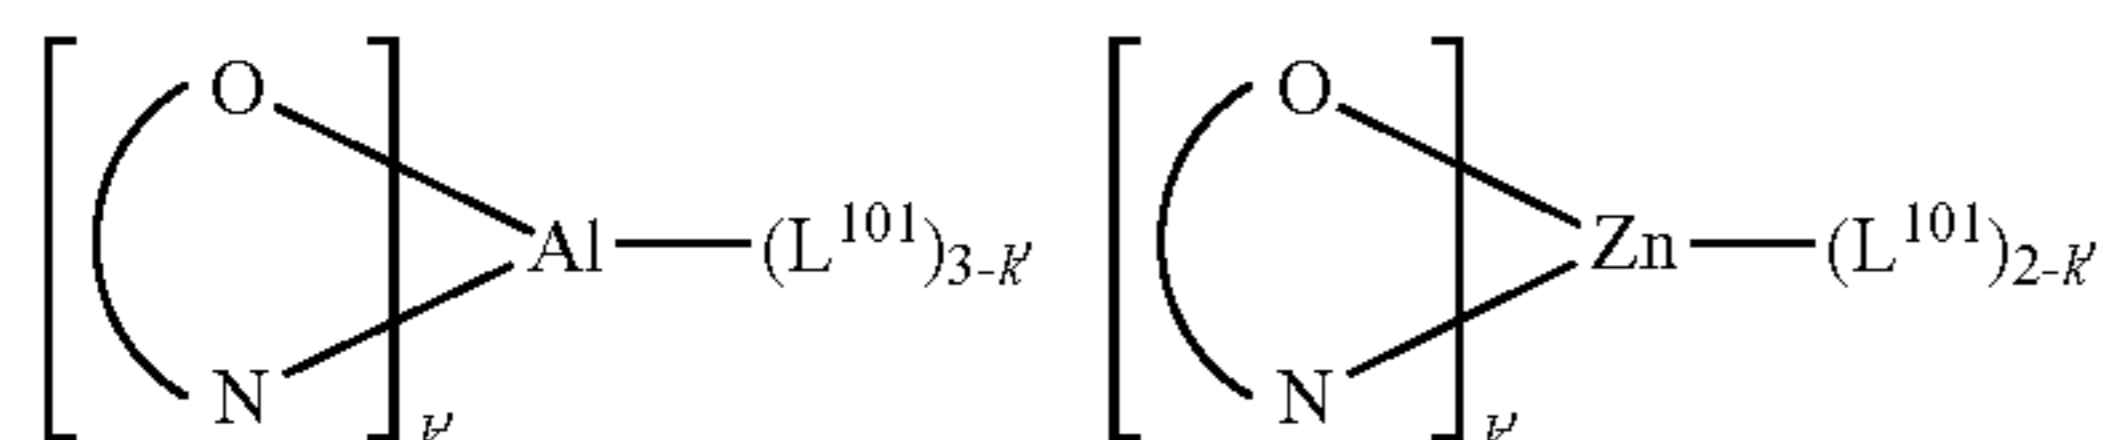 O O
Al — (L¹⁰¹)₃₋ₖ′ Zn — (L¹⁰¹)₂₋ₖ′
N N
k′ k′